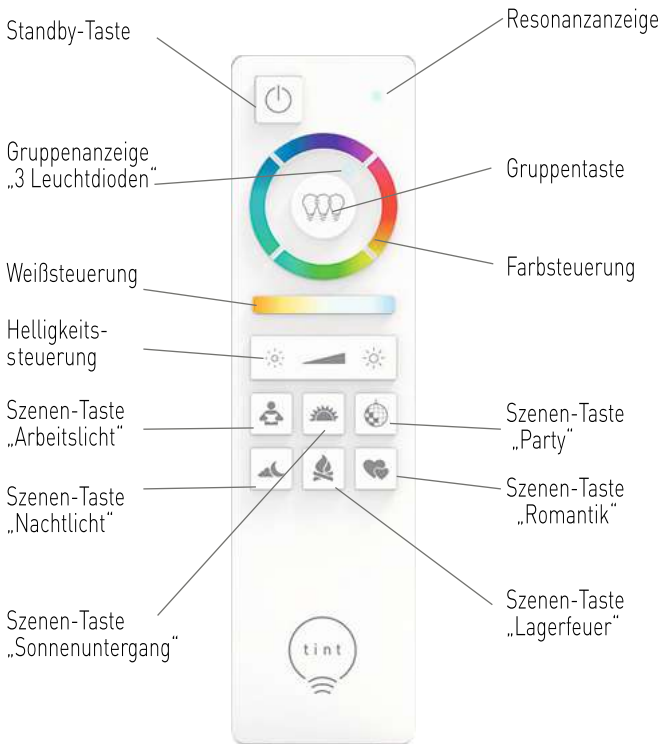 Standby-Taste
Resonanzanzeige
Gruppenanzeige
„3 Leuchtdioden“
Gruppentaste
Weißsteuerung
Farbsteuerung
Helligkeits-
steuerung
Szenen-Taste
„Arbeitslicht“
Szenen-Taste
„Party“
Szenen-Taste
„Nachtlicht“
Szenen-Taste
„Romantik“
Szenen-Taste
„Sonnenuntergang“
Szenen-Taste
„Lagerfeuer“
tint